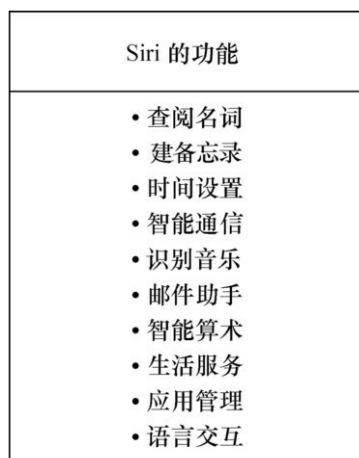 Siri 的功能
• 查阅名词
• 建备忘录
• 时间设置
• 智能通信
• 识别音乐
• 邮件助手
• 智能算术
• 生活服务
• 应用管理
• 语言交互